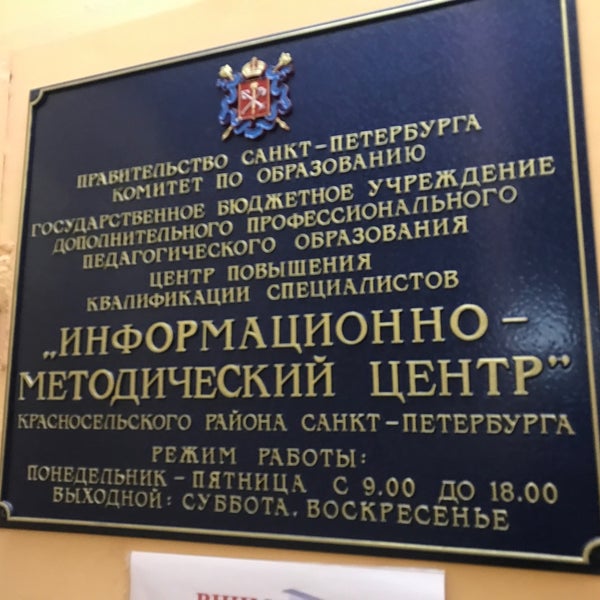 ПРАВИТЕЛЬСТВО САНКТ-ПЕТЕРБУРГА
КОМИТЕТ ПО ОБРАЗОВАНИЮ
ГОСУДАРСТВЕННОЕ БЮДЖЕТНОЕ УЧРЕЖДЕНИЕ
ДОПОЛНИТЕЛЬНОГО ПРОФЕССИОНАЛЬНОГО
ПЕДАГОГИЧЕСКОГО ОБРАЗОВАНИЯ
ЦЕНТР ПОВЫШЕНИЯ
КВАЛИФИКАЦИИ СПЕЦИАЛИСТОВ
„ИНФОРМАЦИОННО-
МЕТОДИЧЕСКИЙ ЦЕНТР”
КРАСНОСЕЛЬСКОГО РАЙОНА САНКТ-ПЕТЕРБУРГА
РЕЖИМ РАБОТЫ:
ПОНЕДЕЛЬНИК - ПЯТНИЦА С 9.00 ДО 18.00
ВЫХОДНОЙ: СУББОТА, ВОСКРЕСЕНЬЕ